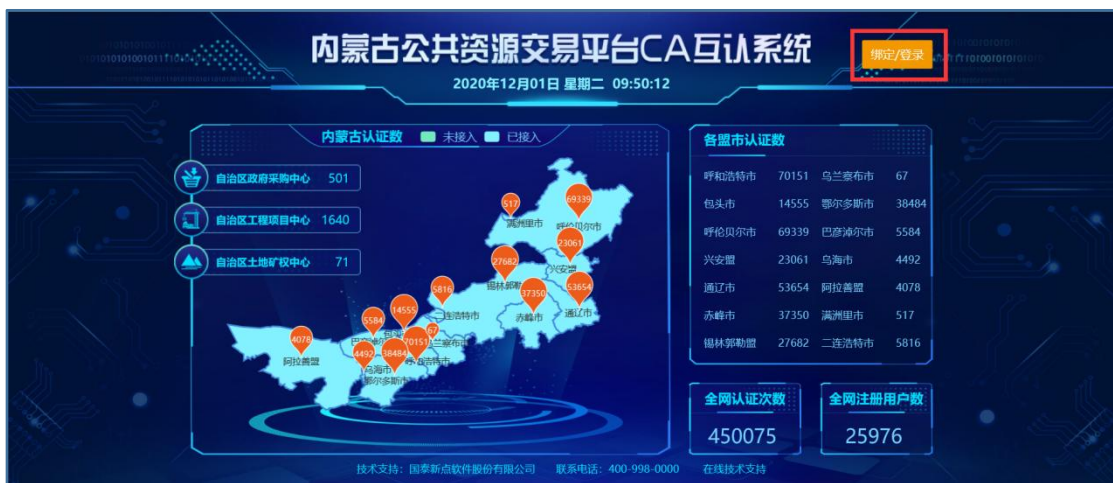 内蒙古公共资源交易平台CA互认系统
绑定/登录
2020年12月01日 星期二 09:50:12
内蒙古认证数 未接入 已接入
自治区政府采购中心 501
自治区工程项目中心 1640
自治区土地矿权中心 71
517
满洲里市
69339
呼伦贝尔市
23061
兴安盟
27682
锡林郭勒
53654
通辽市
37350
赤峰市
5816
二连浩特市
14555
5584
67
兰察布市
70151
浩特市
4492
乌海市
38484
鄂尔多斯市
4078
阿拉善盟
各盟市认证数
呼和浩特市 70151 乌兰察布市 67
包头市 14555 鄂尔多斯市 38484
呼伦贝尔市 69339 巴彦淖尔市 5584
兴安盟 23061 乌海市 4492
通辽市 53654 阿拉善盟 4078
赤峰市 37350 满洲里市 517
锡林郭勒盟 27682 二连浩特市 5816
全网认证次数 全网注册用户数
450075 25976
技术支持：国泰新点软件股份有限公司 联系电话：400-998-0000 在线技术支持